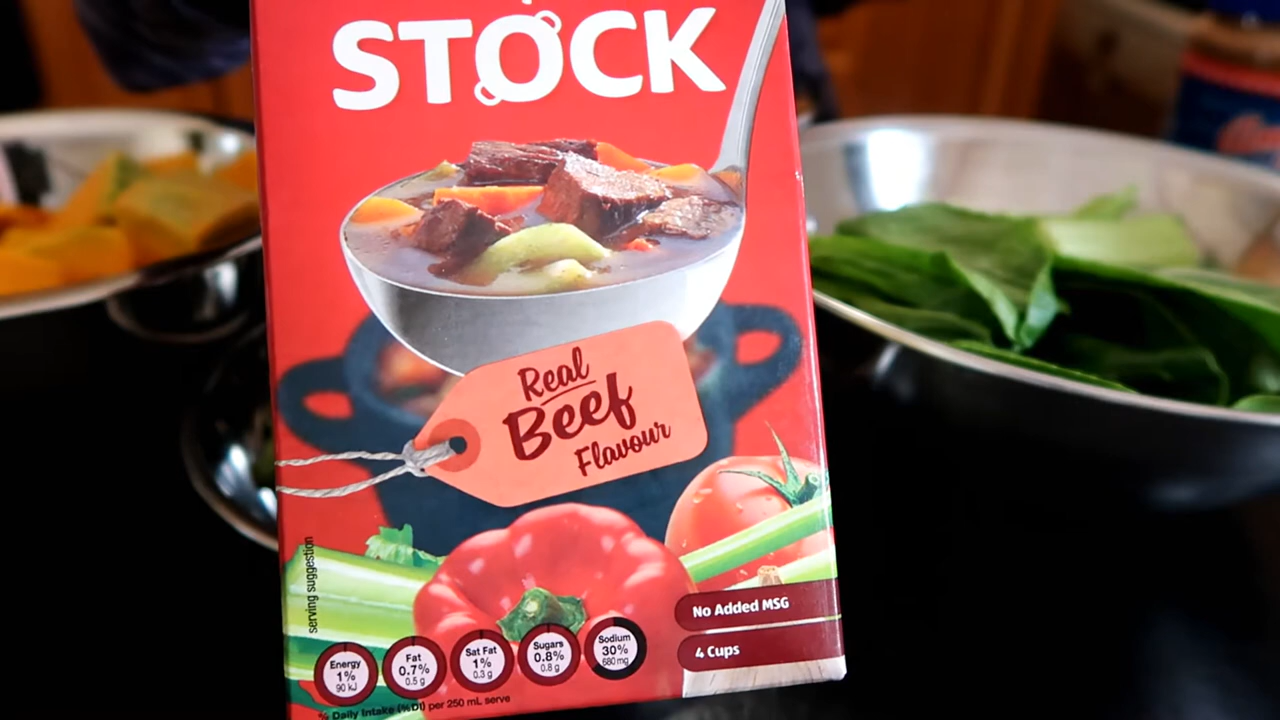 STOCK
Real
Beef
Flavour
serving suggestion
No Added MSG
4 Cups
Energy
1%
90 kJ
Fat
0.7%
0.5 g
Sat Fat
1%
0.3 g
Sugars
0.8%
0.8 g
Sodium
30%
680 mg
% Daily Intake (%DI) per 250 mL serve